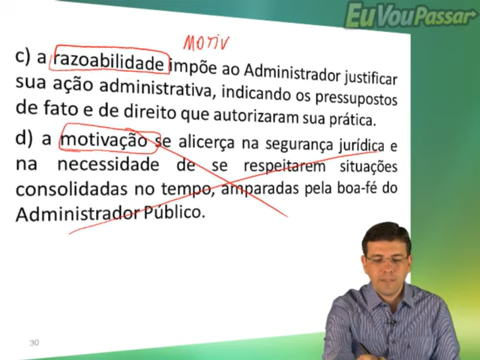 EuVouPassar
MOTIV
c) a razoabilidade impõe ao Administrador justificar
sua ação administrativa, indicando os pressupostos
de fato e de direito que autorizaram sua prática.
d) a motivação se alicerça na segurança jurídica e
na necessidade de se respeitarem situações
consolidadas no tempo, amparadas pela boa-fé do
Administrador Público.
30